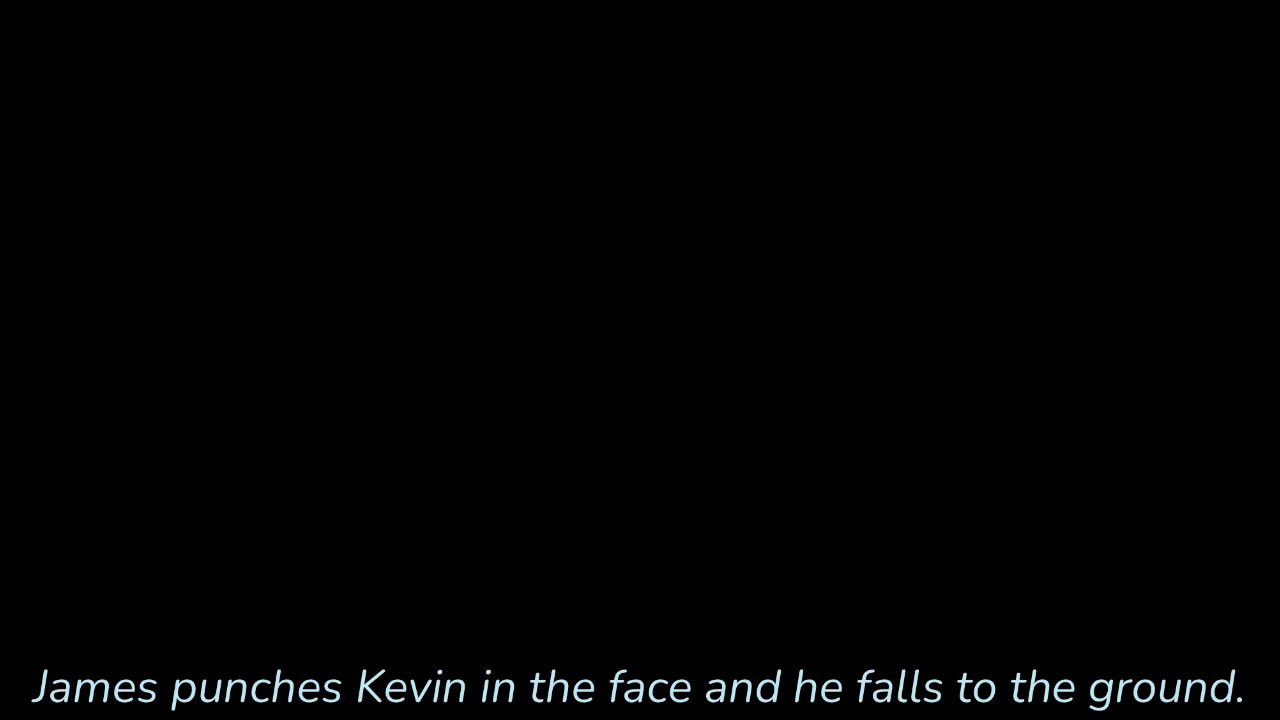 James punches Kevin in the face and he falls to the ground.